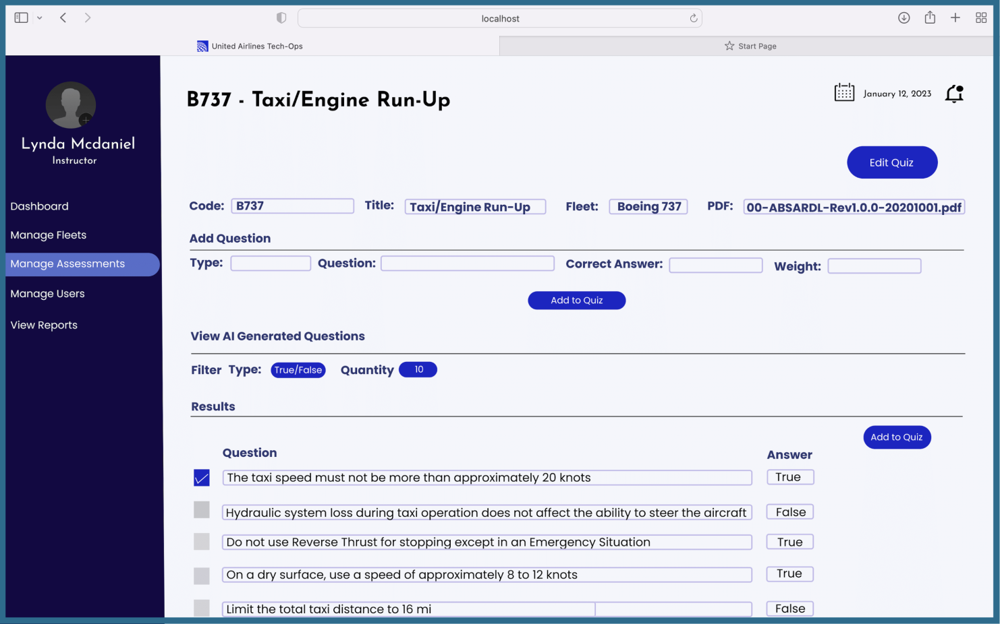 localhost
United Airlines Tech-Ops
Start Page
Lynda Mcdaniel
Instructor
Dashboard
Manage Fleets
Manage Assessments
Manage Users
View Reports
B737 - Taxi/Engine Run-Up
January 12, 2023
Edit Quiz
Code: B737 Title: Taxi/Engine Run-Up Fleet: Boeing 737 PDF: 00-ABSARDL-Rev1.0.0-20201001.pdf
Add Question
Type: Question: Correct Answer: Weight:
Add to Quiz
View AI Generated Questions
Filter Type: True/False Quantity 10
Results
Add to Quiz
Question Answer
The taxi speed must not be more than approximately 20 knots True
Hydraulic system loss during taxi operation does not affect the ability to steer the aircraft False
Do not use Reverse Thrust for stopping except in an Emergency Situation True
On a dry surface, use a speed of approximately 8 to 12 knots True
Limit the total taxi distance to 16 mi False